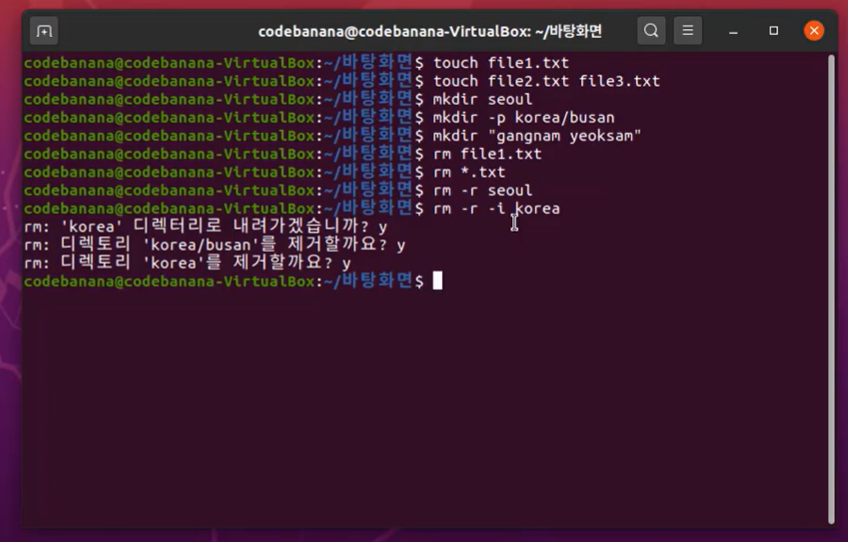 codebanana@codebanana-VirtualBox: ~/바탕화면
codebanana@codebanana-VirtualBox:~/바탕화면$ touch file1.txt
codebanana@codebanana-VirtualBox:~/바탕화면$ touch file2.txt file3.txt
codebanana@codebanana-VirtualBox:~/바탕화면$ mkdir seoul
codebanana@codebanana-VirtualBox:~/바탕화면$ mkdir -p korea/busan
codebanana@codebanana-VirtualBox:~/바탕화면$ mkdir "gangnam yeoksam"
codebanana@codebanana-VirtualBox:~/바탕화면$ rm file1.txt
codebanana@codebanana-VirtualBox:~/바탕화면$ rm *.txt
codebanana@codebanana-VirtualBox:~/바탕화면$ rm -r seoul
codebanana@codebanana-VirtualBox:~/바탕화면$ rm -r -i korea
rm: 'korea' 디렉터리로 내려가겠습니까? y
rm: 디렉토리 'korea/busan'를 제거할까요? y
rm: 디렉토리 'korea'를 제거할까요? y
codebanana@codebanana-VirtualBox:~/바탕화면$